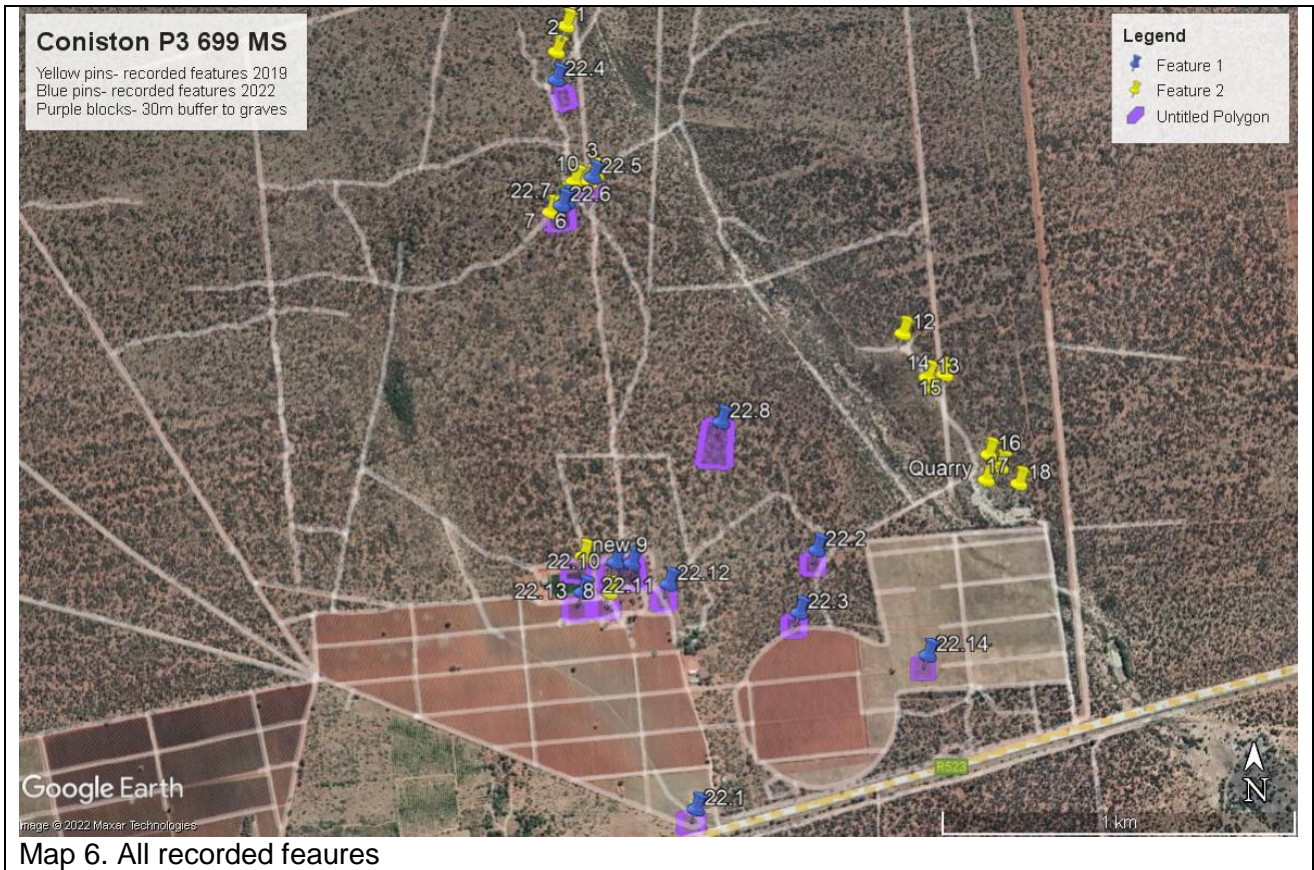 Coniston P3 699 MS
Yellow pins- recorded features 2019
Blue pins- recorded features 2022
Purple blocks- 30m buffer to graves
Legend
Feature 1
Feature 2
Untitled Polygon
1
2
22.4
3
10
22.5
22.7
22.6
7
6
12
14
13
15
22.8
16
Quarry
17
18
new 9
22.10
22.2
22.12
22.13
8
22.11
22.3
22.14
R523
22.1
Google Earth
N
1 km
mage © 2022 Maxar Technologies
Map 6. All recorded feaures